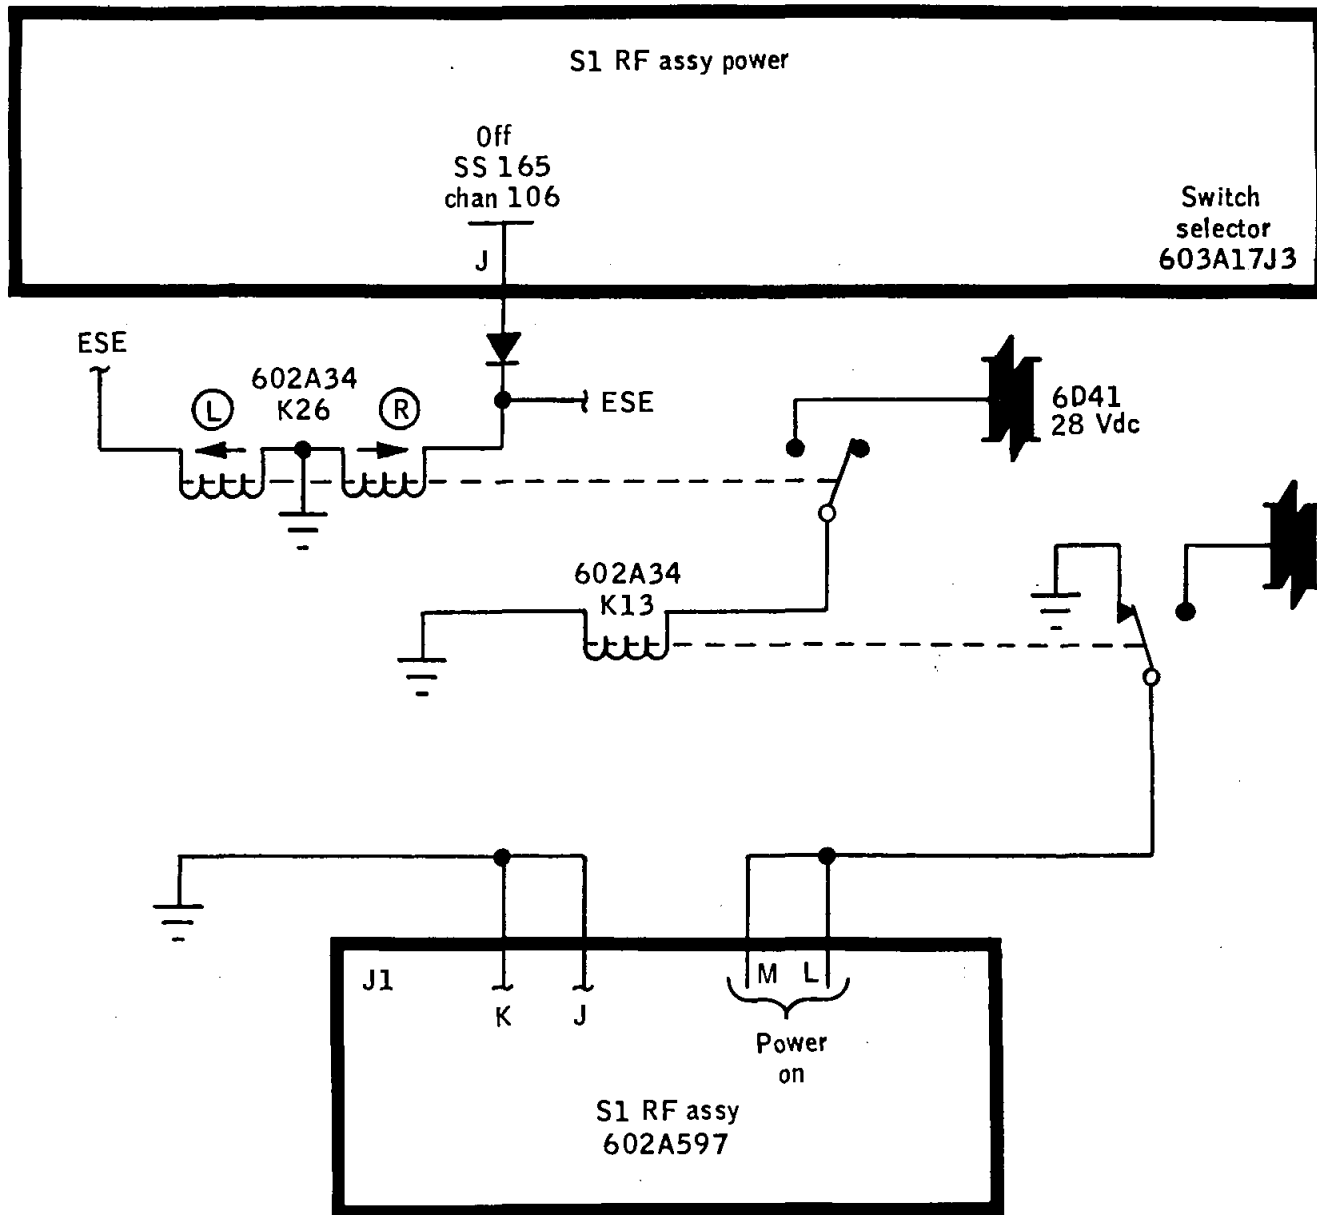 S1 RF assy power
Off
SS 165
chan 106
J
Switch
selector
603A17J3
ESE
L
602A34
K26
R
ESE
6D41
28 Vdc
602A34
K13
J1
K
J
M
L
Power
on
S1 RF assy
602A597